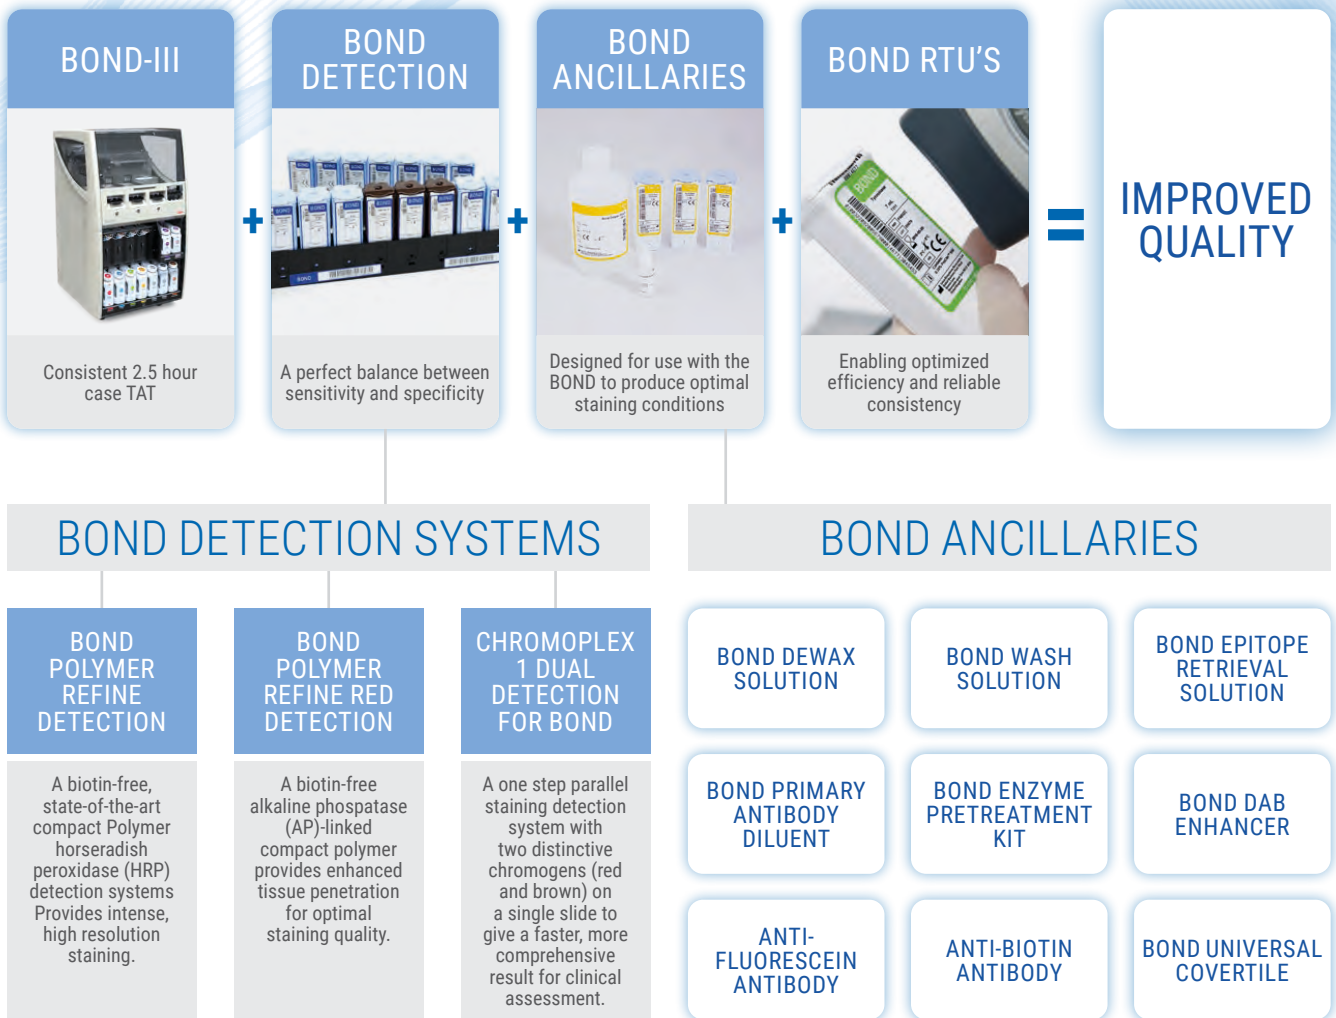 BOND-III
BOND
DETECTION
BOND
ANCILLARIES
BOND RTU'S
IMPROVED
QUALITY
+
+
+
=
BOND
BOND
Consistent 2.5 hour
case TAT
A perfect balance between
sensitivity and specificity
Designed for use with the
BOND to produce optimal
staining conditions
Enabling optimized
efficiency and reliable
consistency
BOND DETECTION SYSTEMS
BOND
POLYMER
REFINE
DETECTION
A biotin-free,
state-of-the-art
compact Polymer
horseradish
peroxidase (HRP)
detection systems
Provides intense,
high resolution
staining.
BOND
POLYMER
REFINE RED
DETECTION
A biotin-free
alkaline phospatase
(AP)-linked
compact polymer
provides enhanced
tissue penetration
for optimal
staining quality.
CHROMOPLEX
1 DUAL
DETECTION
FOR BOND
A one step parallel
staining detection
system with
two distinctive
chromogens (red
and brown) on
a single slide to
give a faster, more
comprehensive
result for clinical
assessment.
BOND ANCILLARIES
BOND DEWAX
SOLUTION
BOND WASH
SOLUTION
BOND EPITOPE
RETRIEVAL
SOLUTION
BOND PRIMARY
ANTIBODY
DILUENT
BOND ENZYME
PRETREATMENT
KIT
BOND DAB
ENHANCER
ANTI-
FLUORESCEIN
ANTIBODY
ANTI-BIOTIN
ANTIBODY
BOND UNIVERSAL
COVERTILE